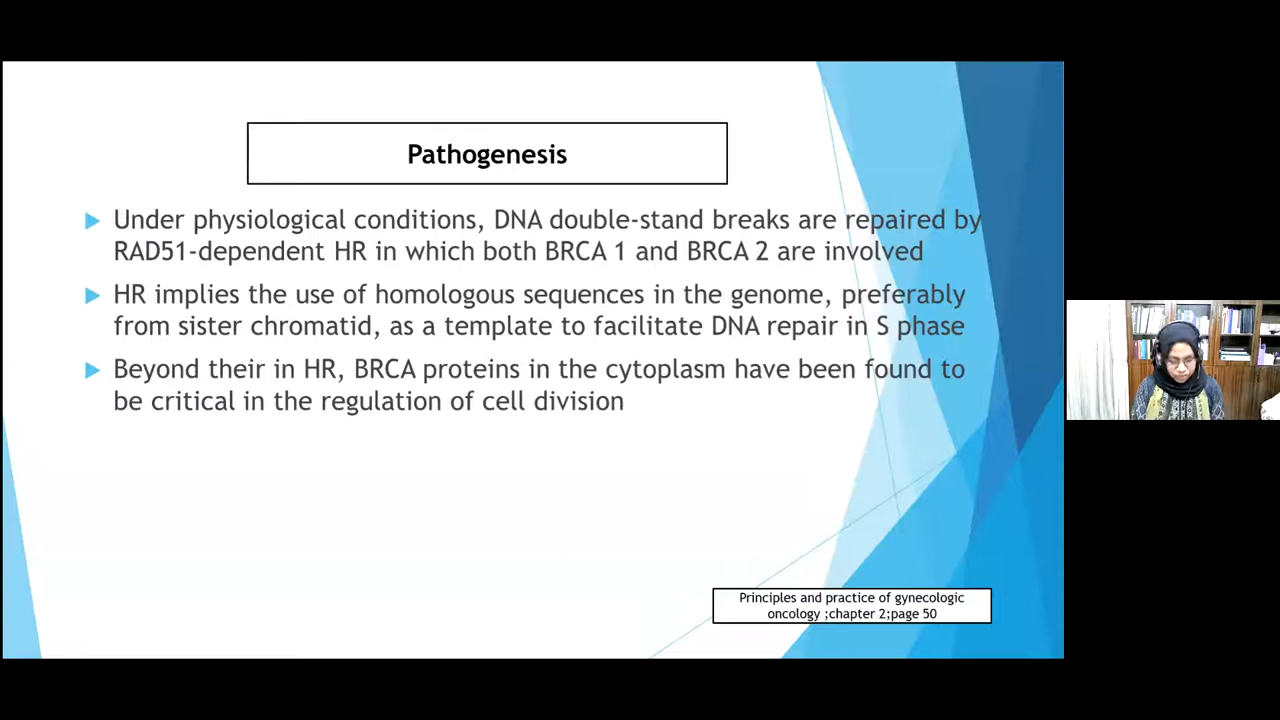 Pathogenesis
Under physiological conditions, DNA double-stand breaks are repaired by
RAD51-dependent HR in which both BRCA 1 and BRCA 2 are involved
HR implies the use of homologous sequences in the genome, preferably
from sister chromatid, as a template to facilitate DNA repair in S phase
Beyond their in HR, BRCA proteins in the cytoplasm have been found to
be critical in the regulation of cell division
Principles and practice of gynecologic
oncology ;chapter 2;page 50